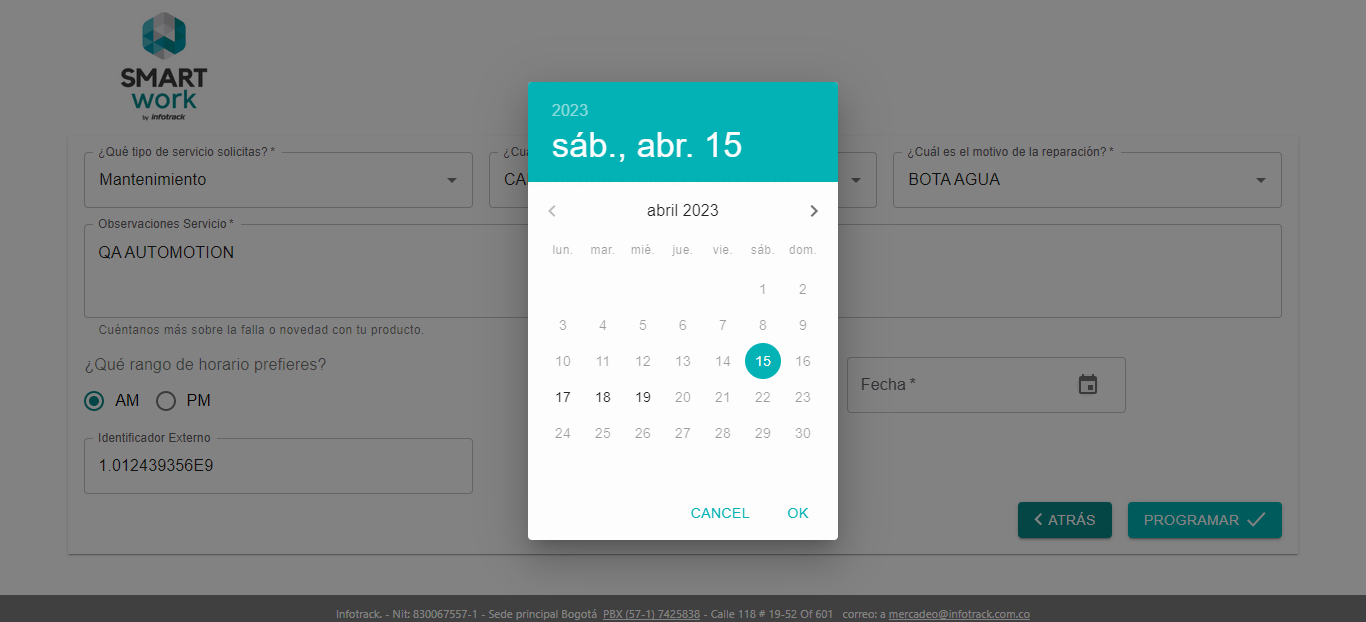 SMART
work
by infotrack
¿Qué tipo de servicio solicitas? *
Mantenimiento
¿Cuál es el motivo de la reparación? *
BOTA AGUA
Observaciones Servicio *
QA AUTOMOTION
Cuéntanos más sobre la falla o novedad con tu producto.
¿Qué rango de horario prefieres?
AM PM
Fecha *
Identificador Externo
1.012439356E9
2023
sáb., abr. 15
abril 2023
lun. mar. mié. jue. vie. sáb. dom.
1 2
3 4 5 6 7 8 9
10 11 12 13 14 15 16
17 18 19 20 21 22 23
24 25 26 27 28 29 30
CANCEL OK
ATRÁS PROGRAMAR
Infotrack. - Nit: 830067557-1 - Sede principal Bogotá PBX (57-1) 7425838 - Calle 118 # 19-52 Of 601 correo: a mercadeo@infotrack.com.co